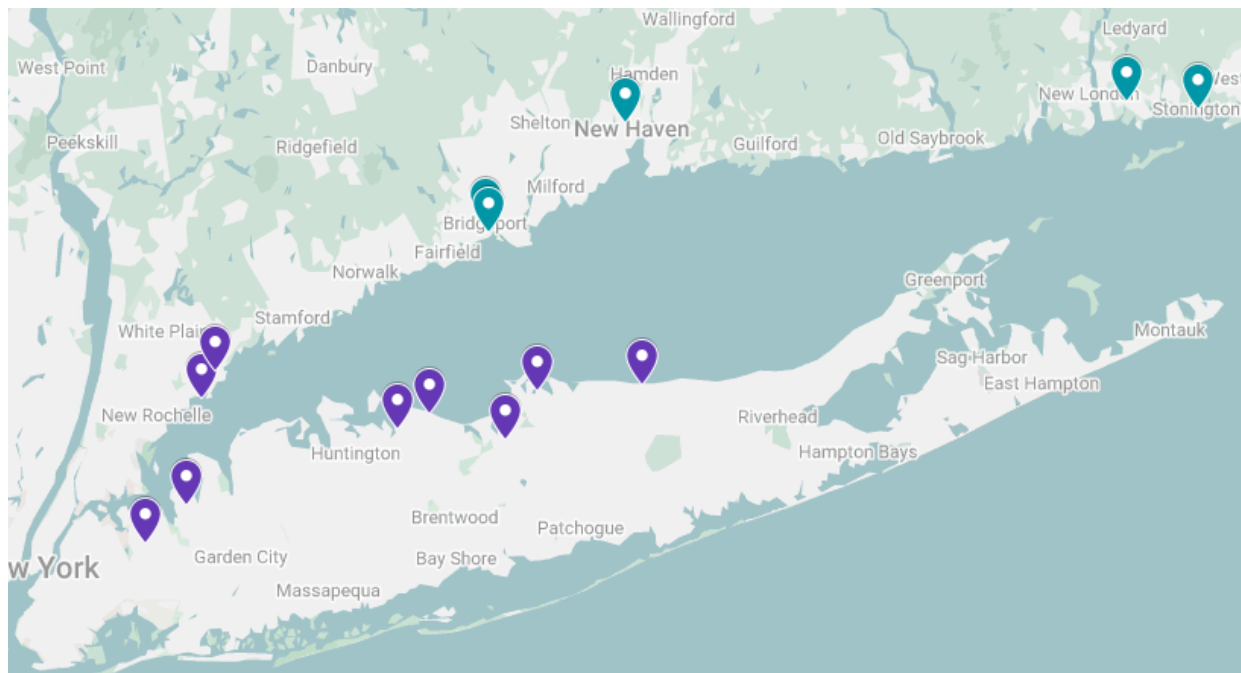 Wallingford
Ledyard
West Point
Danbury
Hamden
West
New London
Stonington
Shelton
New Haven
Peekskill
Ridgefield
Guilford
Old Saybrook
Milford
Bridgeport
Fairfield
Norwalk
Greenport
Stamford
White Plain
Montauk
Sag Harbor
East Hampton
New Rochelle
Riverhead
Huntington
Hampton Bays
Brentwood
Patchogue
Garden City
Bay Shore
w York
Massapequa